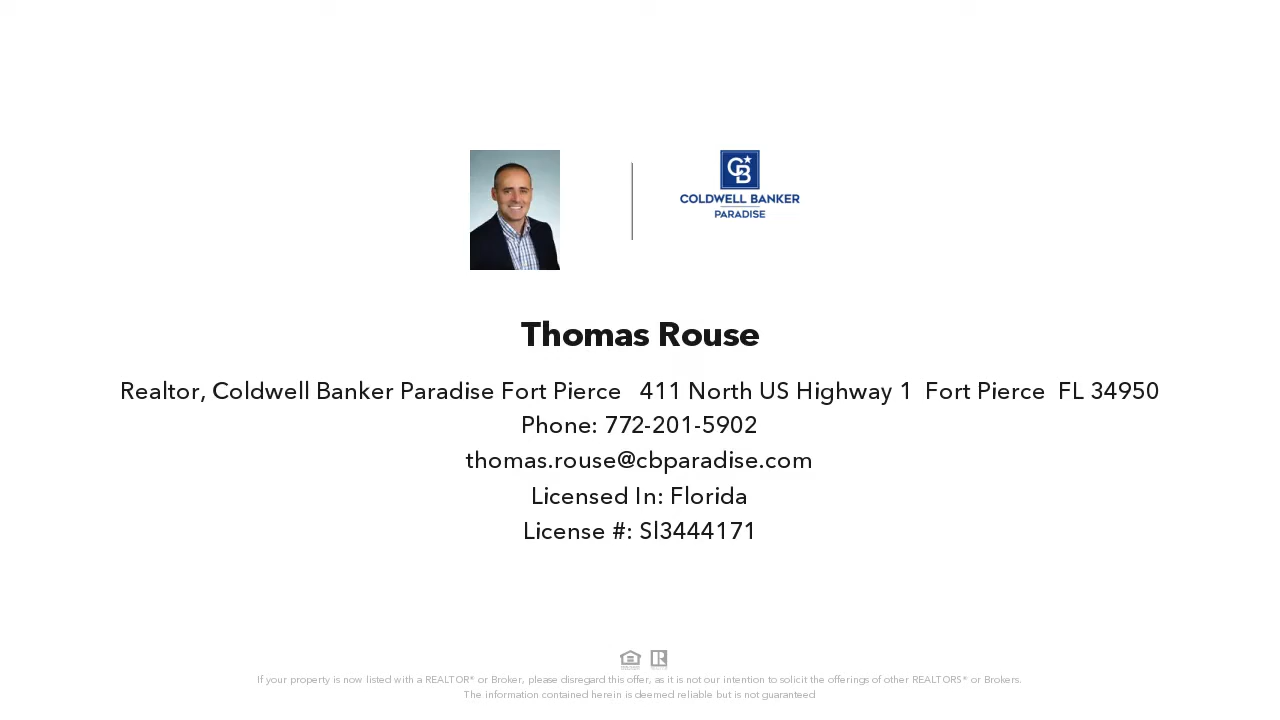 CB
COLDWELL BANKER
PARADISE
Thomas Rouse
Realtor, Coldwell Banker Paradise Fort Pierce 411 North US Highway 1 Fort Pierce FL 34950
Phone: 772-201-5902
thomas.rouse@cbparadise.com
Licensed In: Florida
License #: Sl3444171
If your property is now listed with a REALTOR® or Broker, please disregard this offer, as it is not our intention to solicit the offerings of other REALTORS® or Brokers.
The information contained herein is deemed reliable but is not guaranteed